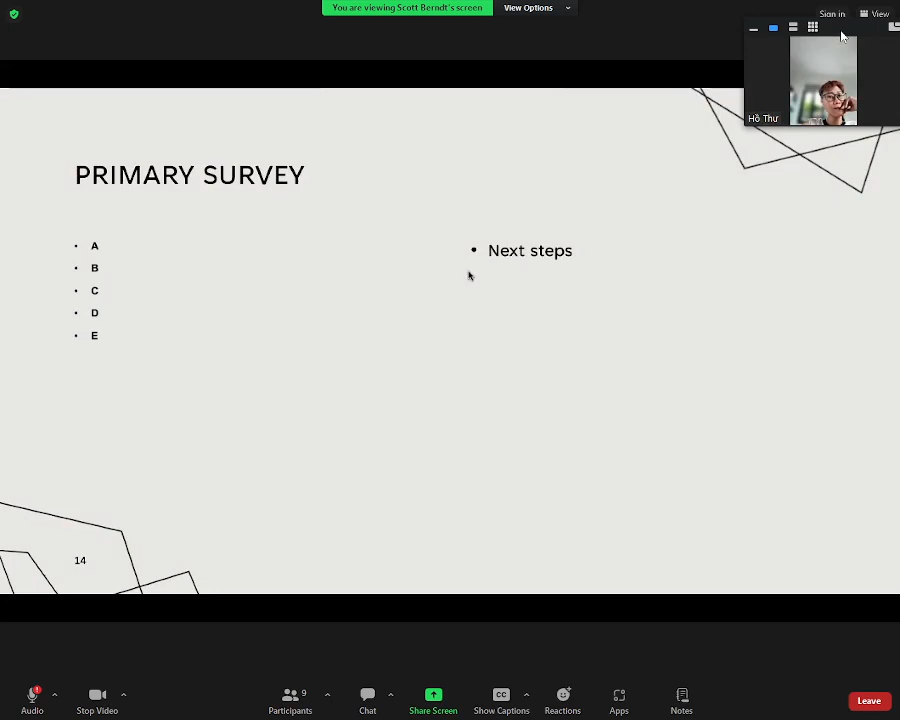 You are viewing Scott Berndt's screen
View Options
Sign in
View
Hồ Thư
PRIMARY SURVEY
• A
• B
• C
• D
• E
• Next steps
14
Audio
Stop Video
9
Participants
Chat
Share Screen
CC
Show Captions
Reactions
Apps
Notes
Leave